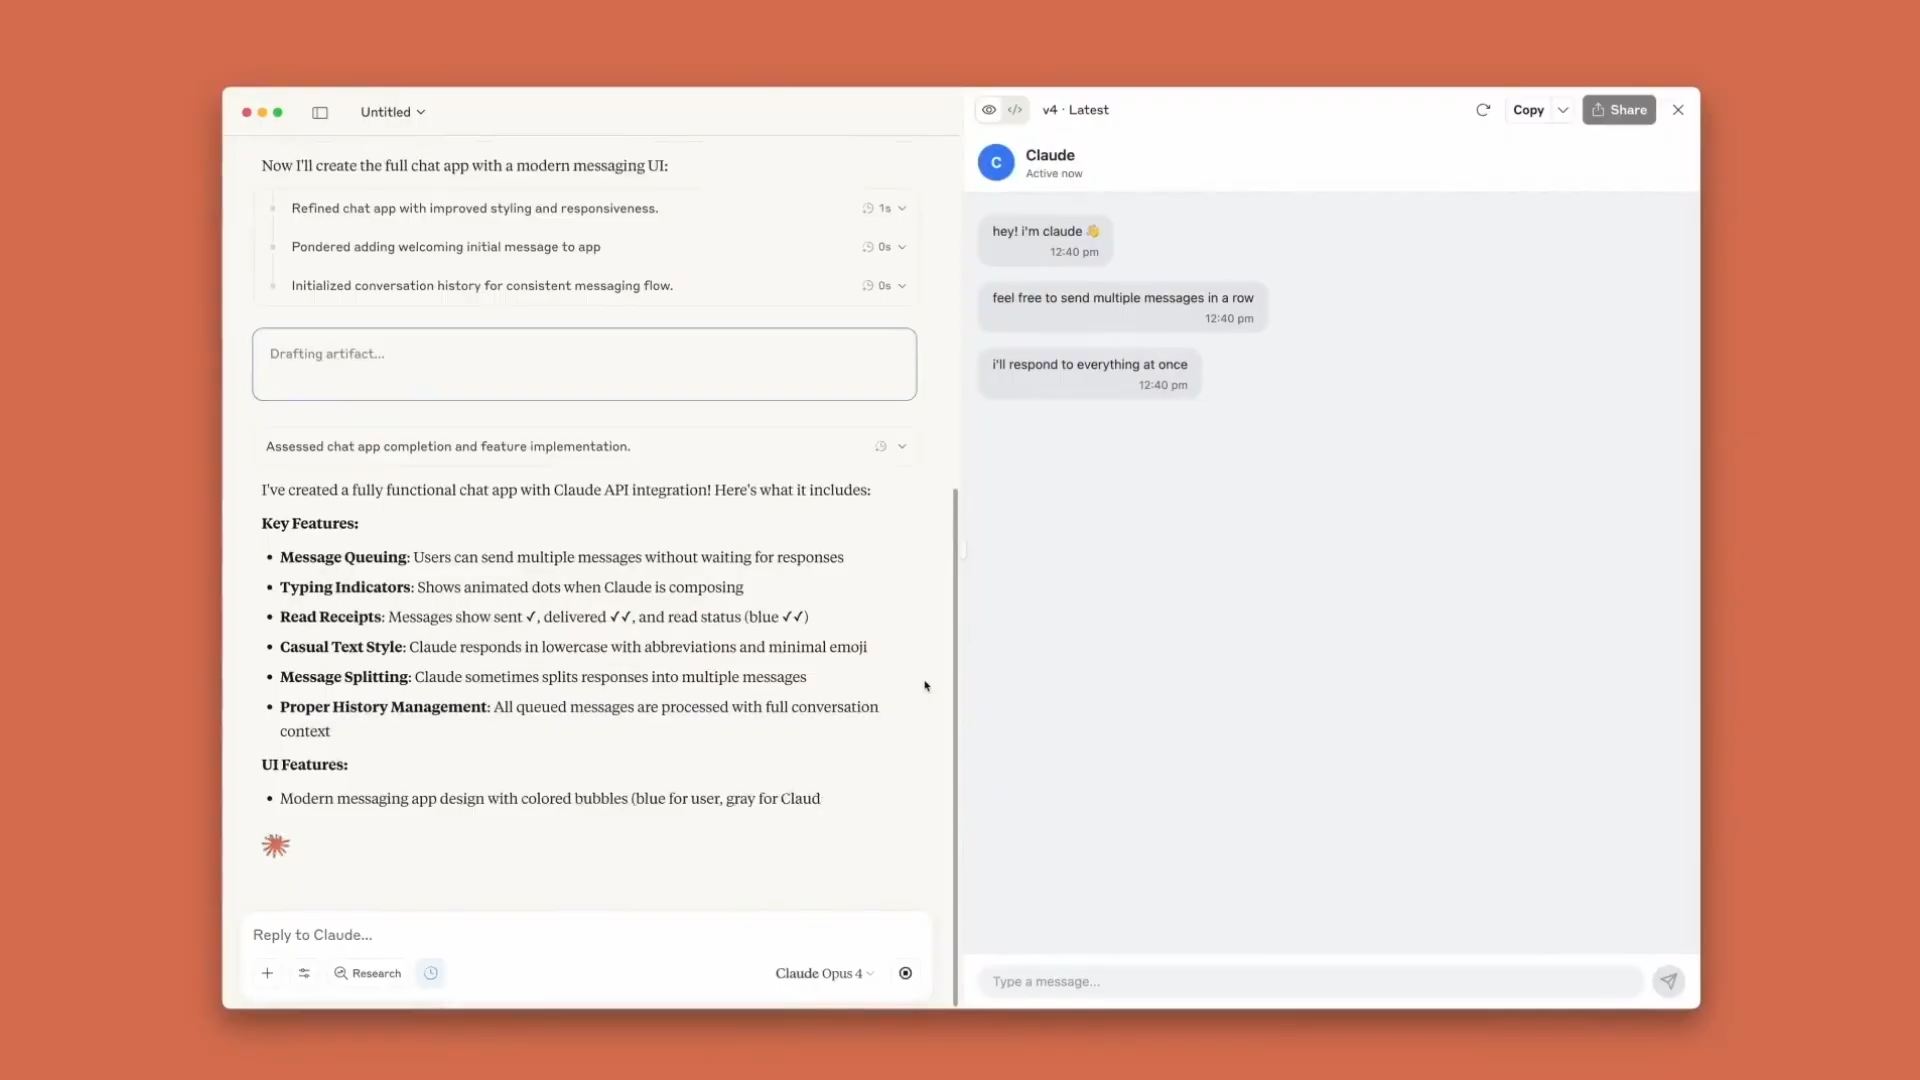 Untitled
Now I'll create the full chat app with a modern messaging UI:
Refined chat app with improved styling and responsiveness.
1s
Pondered adding welcoming initial message to app
0s
Initialized conversation history for consistent messaging flow.
0s
Drafting artifact...
Assessed chat app completion and feature implementation.
I've created a fully functional chat app with Claude API integration! Here's what it includes:
Key Features:
• Message Queuing: Users can send multiple messages without waiting for responses
• Typing Indicators: Shows animated dots when Claude is composing
• Read Receipts: Messages show sent ✓, delivered ✓✓, and read status (blue ✓✓)
• Casual Text Style: Claude responds in lowercase with abbreviations and minimal emoji
• Message Splitting: Claude sometimes splits responses into multiple messages
• Proper History Management: All queued messages are processed with full conversation
context
UI Features:
• Modern messaging app design with colored bubbles (blue for user, gray for Claud
Reply to Claude...
Research
Claude Opus 4
v4 · Latest
Copy
Share
C
Claude
Active now
hey! i'm claude 👋
12:40 pm
feel free to send multiple messages in a row
12:40 pm
i'll respond to everything at once
12:40 pm
Type a message...